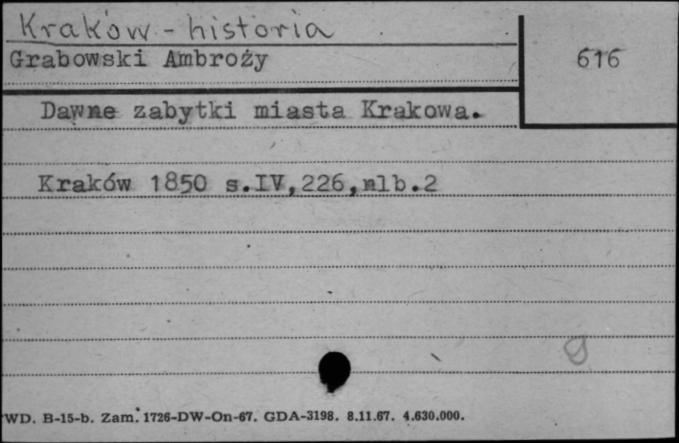 Kraków - historia
Grabowski Ambroży
616
Dawne zabytki miasta Krakowa.
Kraków 1850 s.IV,226,nlb.2
WD. B-15-b. Zam. 1726-DW-On-67. GDA-3198. 8.11.67. 4.630.000.